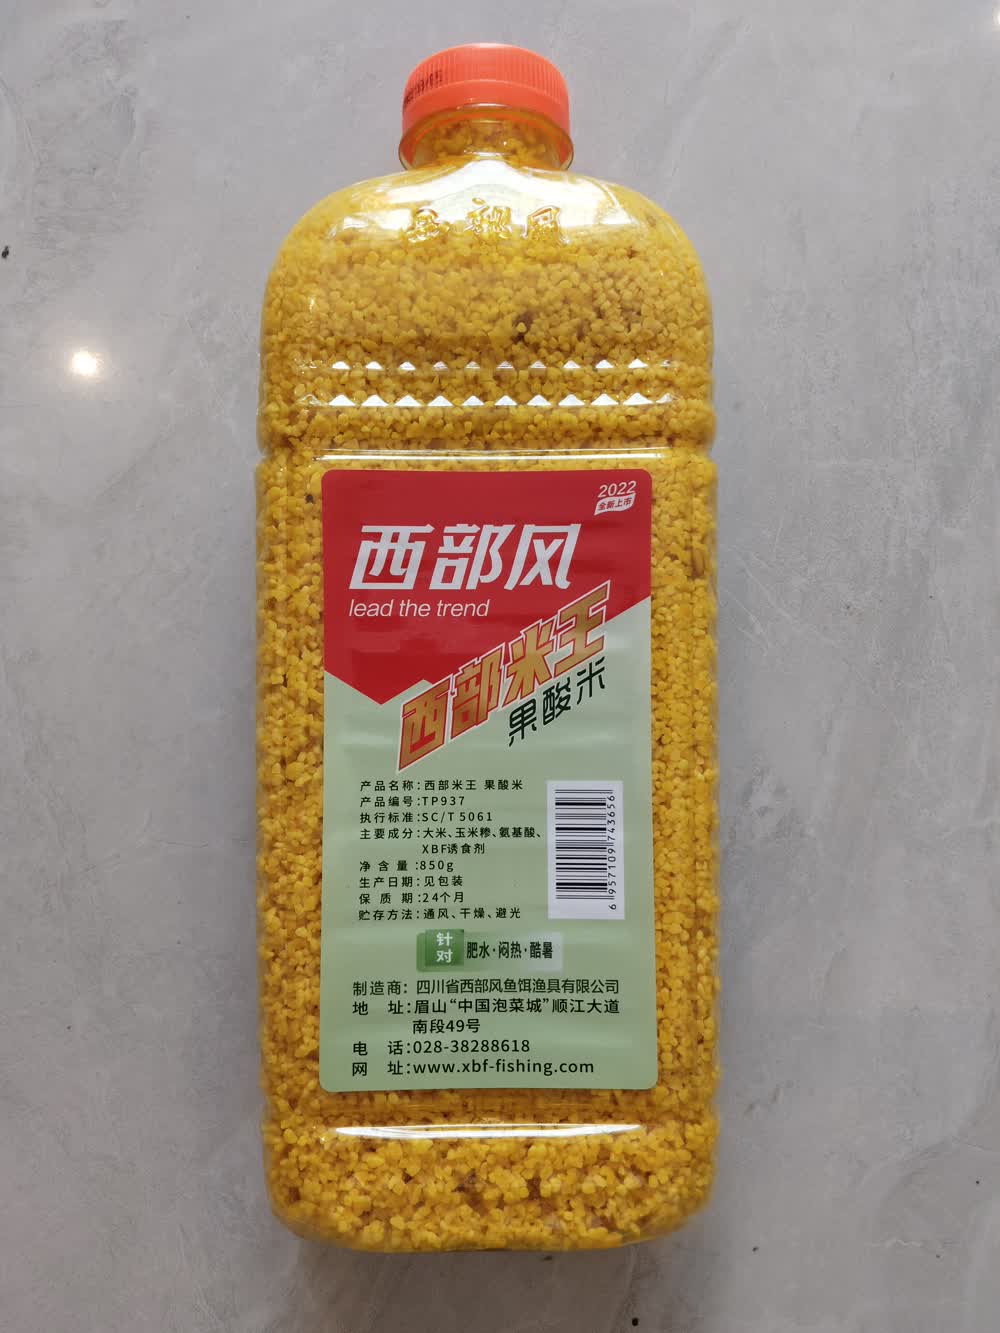 西部风
2022
全新上市
西部风
lead the trend
西部米王
果酸米
产品名称:西部米王 果酸米
产品编号:TP937
执行标准:SC/T 5061
主要成分:大米、玉米糁、氨基酸、
XBF诱食剂
净含量:850g
生产日期:见包装
保质期:24个月
贮存方法:通风、干燥、避光
6957109743656
针对
肥水·闷热·酷暑
制造商:四川省西部风鱼饵渔具有限公司
地 址:眉山“中国泡菜城”顺江大道
南段49号
电 话:028-38288618
网 址:www.xbf-fishing.com